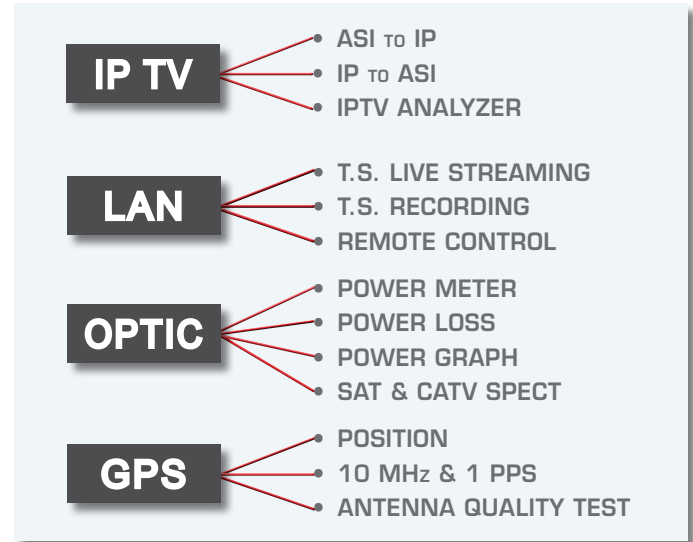 IP TV
ASI TO IP
IP TO ASI
IPTV ANALYZER
LAN
T.S. LIVE STREAMING
T.S. RECORDING
REMOTE CONTROL
OPTIC
POWER METER
POWER LOSS
POWER GRAPH
SAT & CATV SPECT
GPS
POSITION
10 MHz & 1 PPS
ANTENNA QUALITY TEST